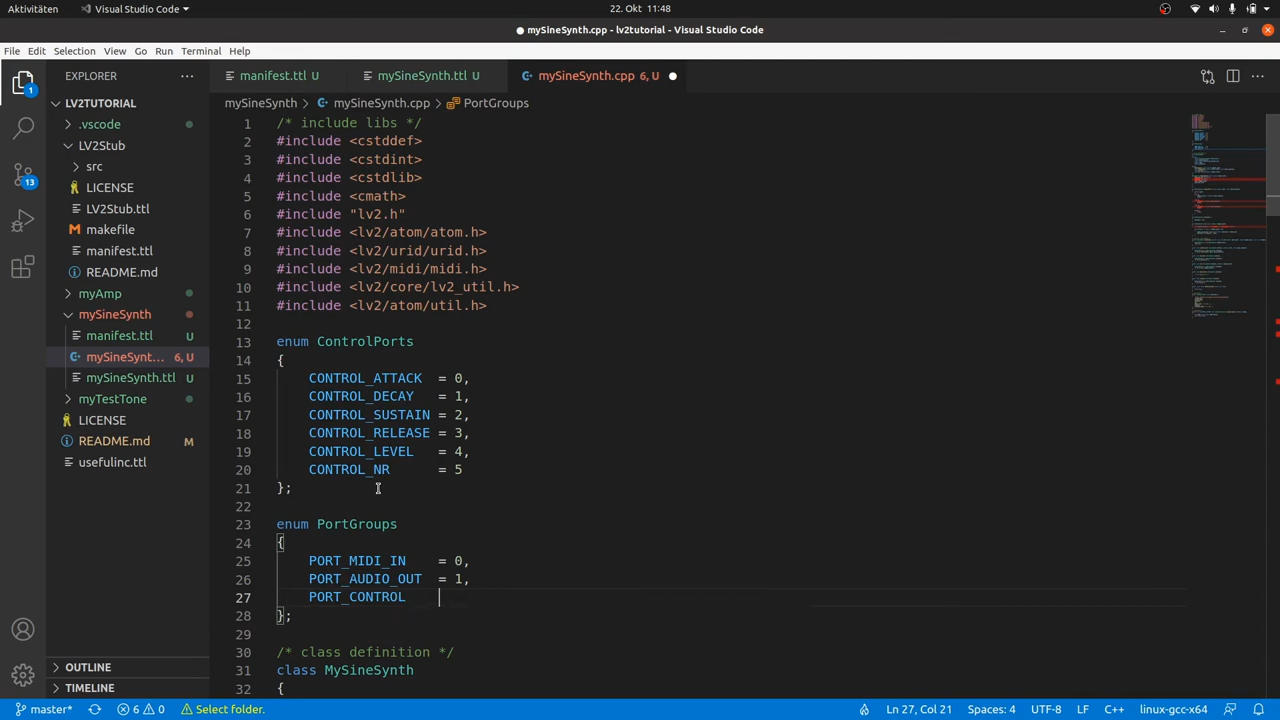 Aktivitäten
Visual Studio Code
22. Okt 11:48
mySineSynth.cpp - lv2tutorial - Visual Studio Code
File Edit Selection View Go Run Terminal Help
EXPLORER
manifest.ttl U
mySineSynth.ttl U
mySineSynth.cpp 6, U
mySineSynth > mySineSynth.cpp > PortGroups
LV2TUTORIAL
.vscode
LV2Stub
src
LICENSE
LV2Stub.ttl
makefile
manifest.ttl
README.md
myAmp
mySineSynth
manifest.ttl U
mySineSynt... 6, U
mySineSynth.ttl U
myTestTone
LICENSE
README.md M
usefulinc.ttl
OUTLINE
TIMELINE
1
13
1 /* include libs */
2 #include <cstddef>
3 #include <cstdint>
4 #include <cstdlib>
5 #include <cmath>
6 #include "lv2.h"
7 #include <lv2/atom/atom.h>
8 #include <lv2/urid/urid.h>
9 #include <lv2/midi/midi.h>
10 #include <lv2/core/lv2_util.h>
11 #include <lv2/atom/util.h>
12
13 enum ControlPorts
14 {
15 CONTROL_ATTACK = 0,
16 CONTROL_DECAY = 1,
17 CONTROL_SUSTAIN = 2,
18 CONTROL_RELEASE = 3,
19 CONTROL_LEVEL = 4,
20 CONTROL_NR = 5
21 };
22
23 enum PortGroups
24 {
25 PORT_MIDI_IN = 0,
26 PORT_AUDIO_OUT = 1,
27 PORT_CONTROL
28 };
29
30 /* class definition */
31 class MySineSynth
32 {
master* 6 0 Select folder. Ln 27, Col 21 Spaces: 4 UTF-8 LF C++ linux-gcc-x64